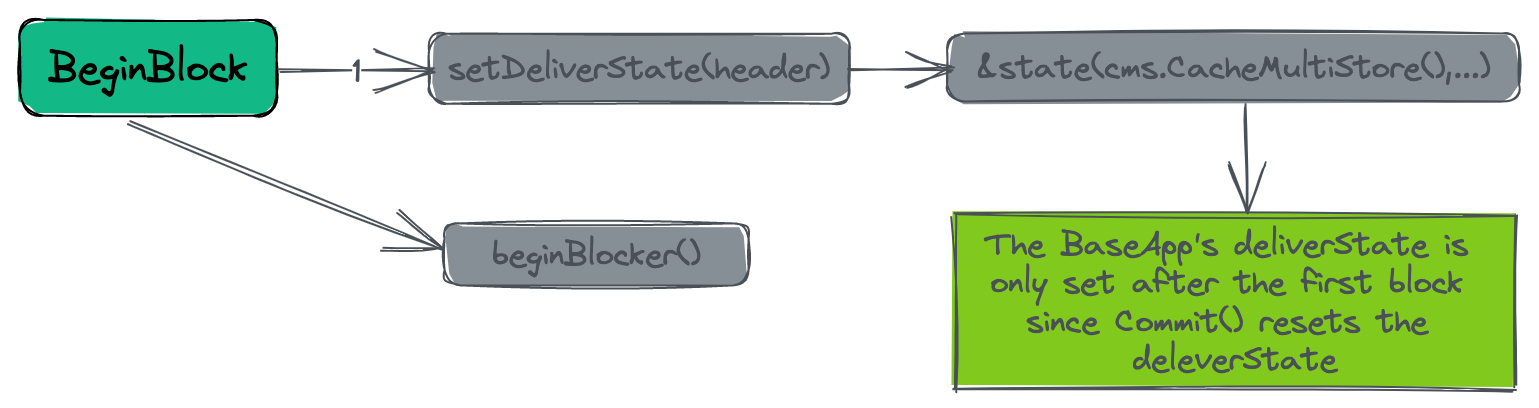 BeginBlock
1
setDeliverState(header)
&state(cms.CacheMultiStore(),...)
beginBlocker()
The BaseApp's deliverState is
only set after the first block
since Commit() resets the
deleverState